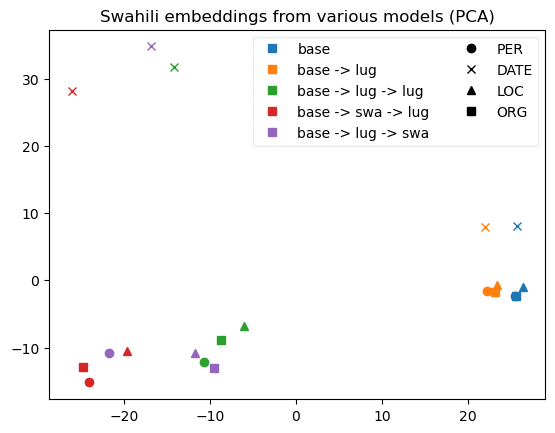 Swahili embeddings from various models (PCA)
base
base -> lug
base -> lug -> lug
base -> swa -> lug
base -> lug -> swa
PER
DATE
LOC
ORG
30
20
10
0
−10
−20
−10
0
10
20